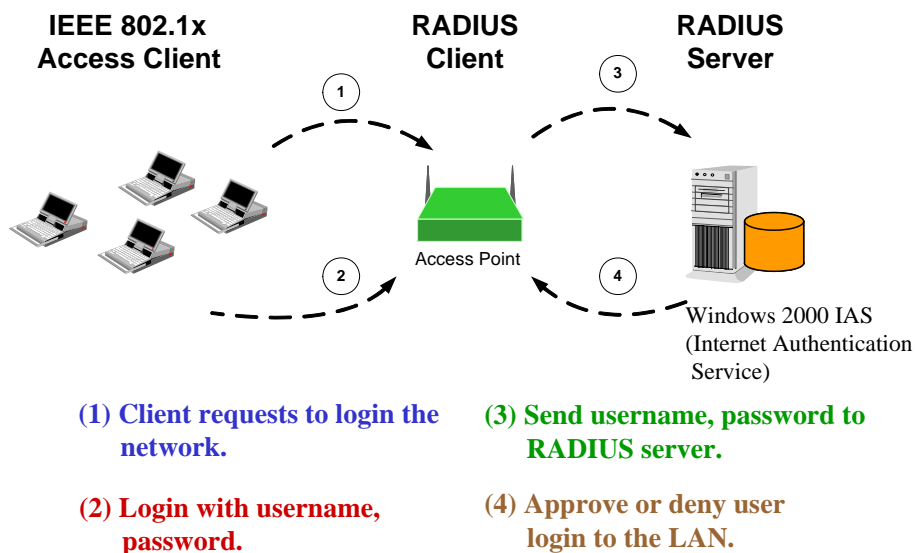 IEEE 802.1x
Access Client
RADIUS
Client
RADIUS
Server
1
3
Access Point
2
4
Windows 2000 IAS
(Internet Authentication
Service)
(1) Client requests to login the
network.
(2) Login with username,
password.
(3) Send username, password to
RADIUS server.
(4) Approve or deny user
login to the LAN.